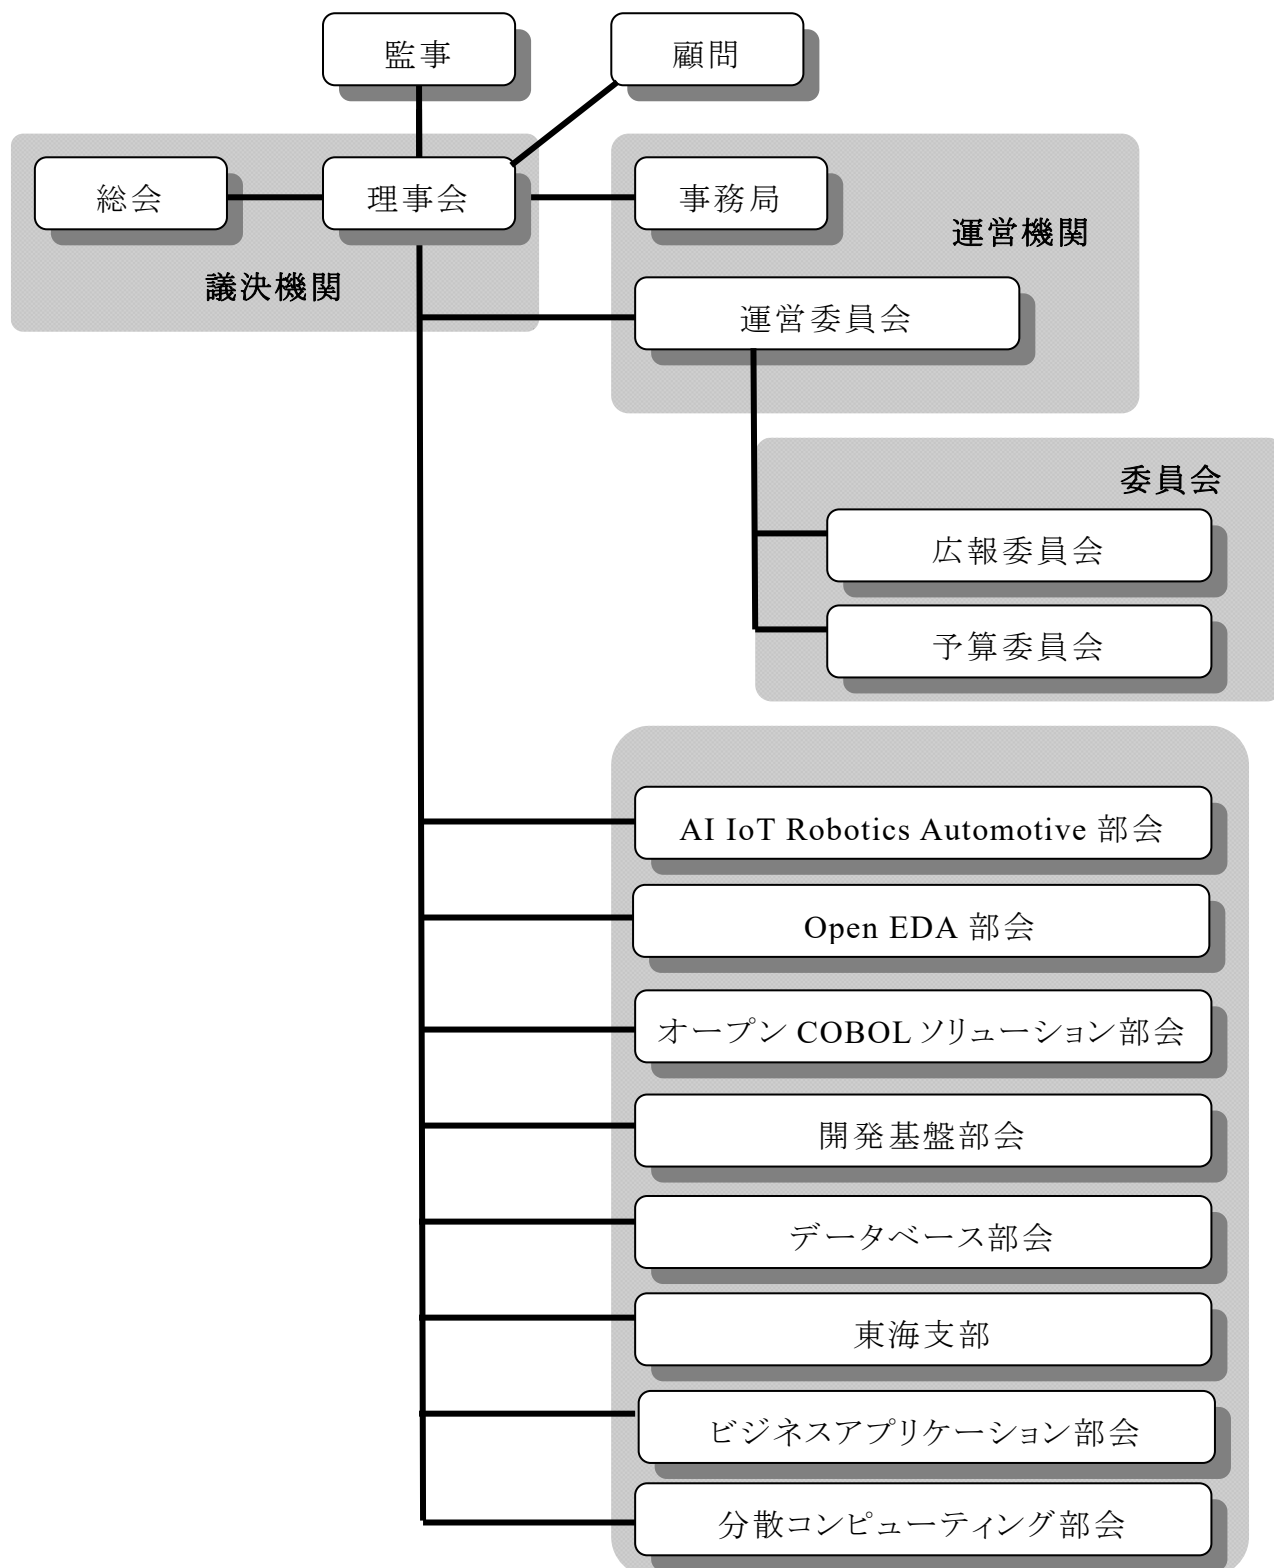 監事
顧問
総会
理事会
事務局
運営機関
議決機関
運営委員会
委員会
広報委員会
予算委員会
AI IoT Robotics Automotive 部会
Open EDA 部会
オープン COBOL ソリューション部会
開発基盤部会
データベース部会
東海支部
ビジネスアプリケーション部会
分散コンピューティング部会